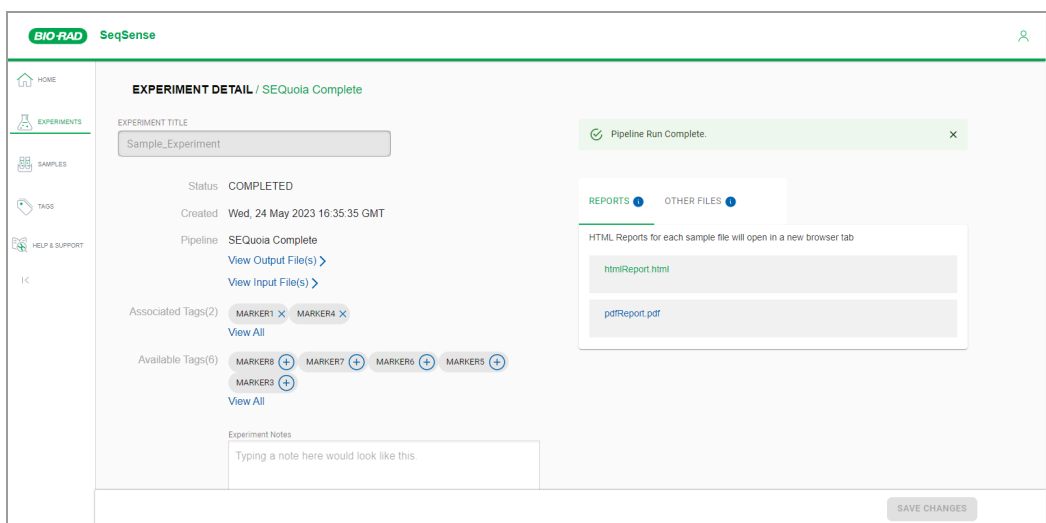 BIO-RAD SeqSense
HOME
EXPERIMENTS
SAMPLES
TAGS
HELP & SUPPORT
EXPERIMENT DETAIL / SEQuoia Complete
EXPERIMENT TITLE
Sample_Experiment
Status COMPLETED
Created Wed, 24 May 2023 16:35:35 GMT
Pipeline SEQuoia Complete
View Output File(s)
View Input File(s)
Associated Tags(2) MARKER1 MARKER4
View All
Available Tags(6) MARKER8 MARKER7 MARKER6 MARKER5
MARKER3
View All
Experiment Notes
Typing a note here would look like this.
Pipeline Run Complete.
REPORTS OTHER FILES
HTML Reports for each sample file will open in a new browser tab
htmlReport.html
pdfReport.pdf
SAVE CHANGES